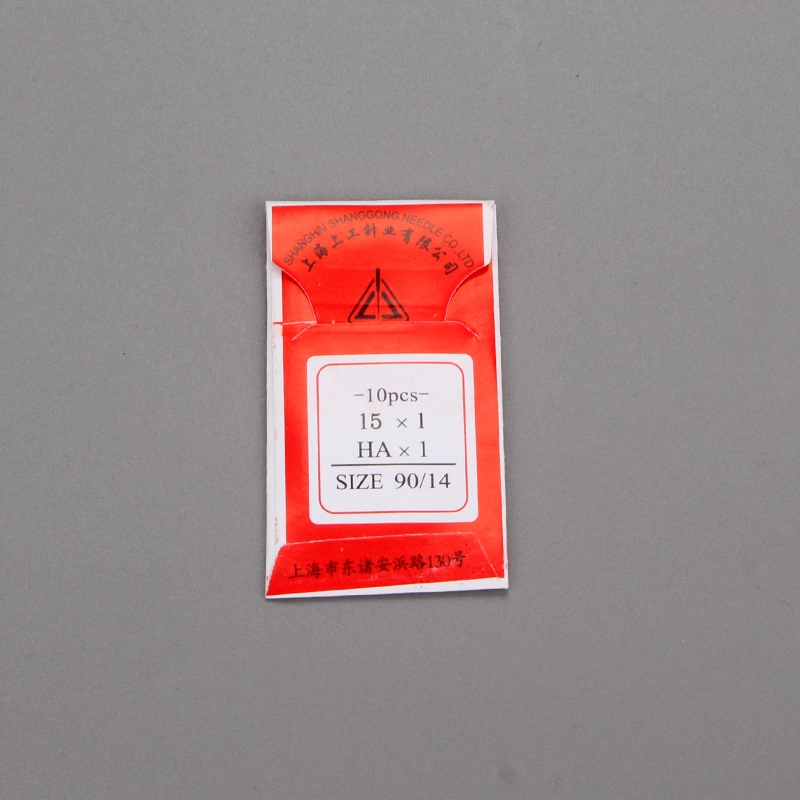 SHANGHAI SHANGGONG NEEDLE CO.,LTD
上海上工针业有限公司
-10pcs-
15 × 1
HA × 1
SIZE 90/14
上海市东诸安浜路130号